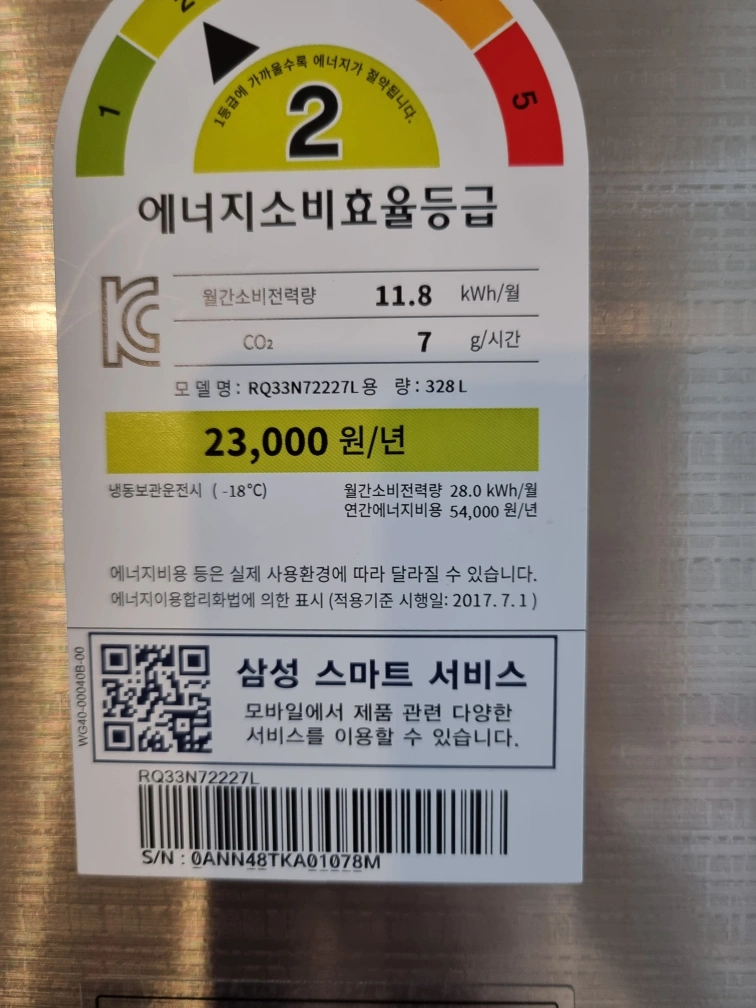 2
1
5
1등급에 가까울수록 에너지가 절약됩니다.
2
에너지소비효율등급
월간소비전력량 11.8 kWh/월
CO₂ 7 g/시간
모 델 명 : RQ33N72227L 용 량 : 328 L
23,000 원/년
냉동보관운전시 ( -18℃) 월간소비전력량 28.0 kWh/월
연간에너지비용 54,000 원/년
에너지비용 등은 실제 사용환경에 따라 달라질 수 있습니다.
에너지이용합리화법에 의한 표시 (적용기준 시행일: 2017. 7. 1 )
WG40-00040B-00
삼성 스마트 서비스
모바일에서 제품 관련 다양한
서비스를 이용할 수 있습니다.
RQ33N72227L
S/N : 0ANN48TKA01078M